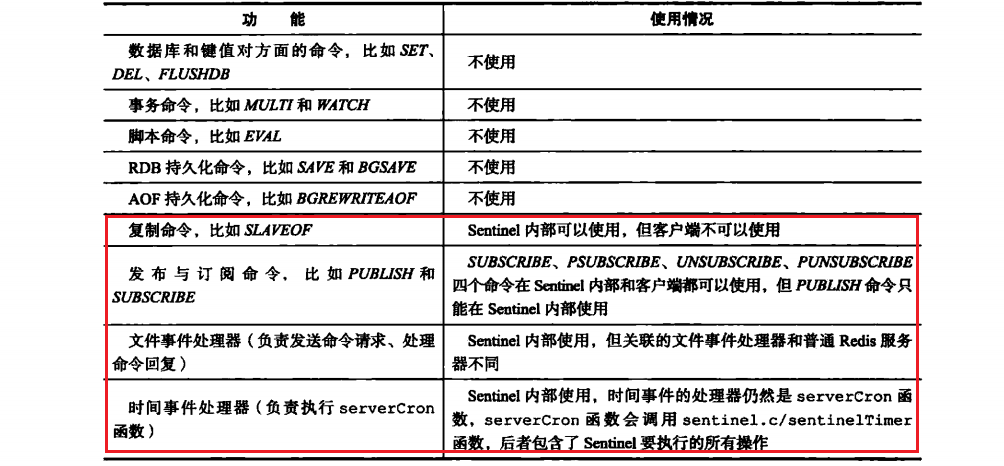 功 能 使用情况
数据库和键值对方面的命令，比如 SET、 不使用
DEL、FLUSHDB
事务命令，比如 MULTI 和 WATCH 不使用
脚本命令，比如 EVAL 不使用
RDB 持久化命令，比如 SAVE 和 BGSAVE 不使用
AOF 持久化命令，比如 BGREWRITEAOF 不使用
复制命令，比如 SLAVEOF Sentinel 内部可以使用，但客户端不可以使用
发布与订阅命令，比如 PUBLISH 和
SUBSCRIBE
SUBSCRIBE、PSUBSCRIBE、UNSUBSCRIBE、PUNSUBSCRIBE
四个命令在 Sentinel 内部和客户端都可以使用，但 PUBLISH 命令只
能在 Sentinel 内部使用
文件事件处理器（负责发送命令请求、处理
命令回复）
Sentinel 内部使用，但关联的文件事件处理器和普通 Redis 服务
器不同
时间事件处理器（负责执行 serverCron
函数）
Sentinel 内部使用，时间事件的处理器仍然是 serverCron 函
数，serverCron 函数会调用 sentinel.c/sentinelTimer
函数，后者包含了 Sentinel 要执行的所有操作